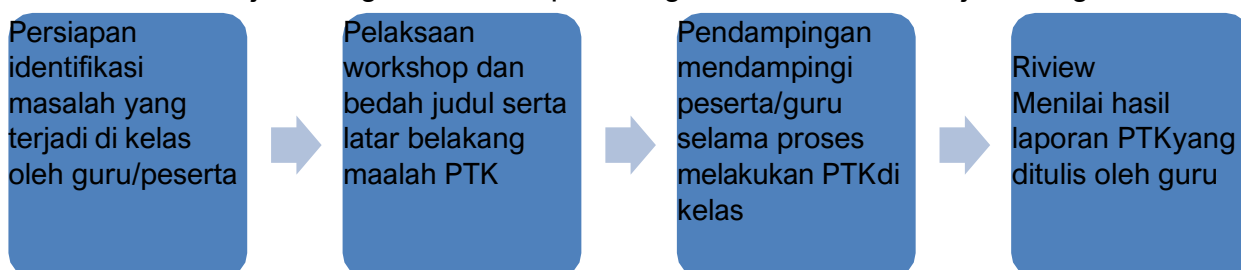 Persiapan
identifikasi
masalah yang
terjadi di kelas
oleh guru/peserta
Pelaksaan
workshop dan
bedah judul serta
latar belakang
maalah PTK
Pendampingan
mendampingi
peserta/guru
selama proses
melakukan PTKdi
kelas
Riview
Menilai hasil
laporan PTKyang
ditulis oleh guru